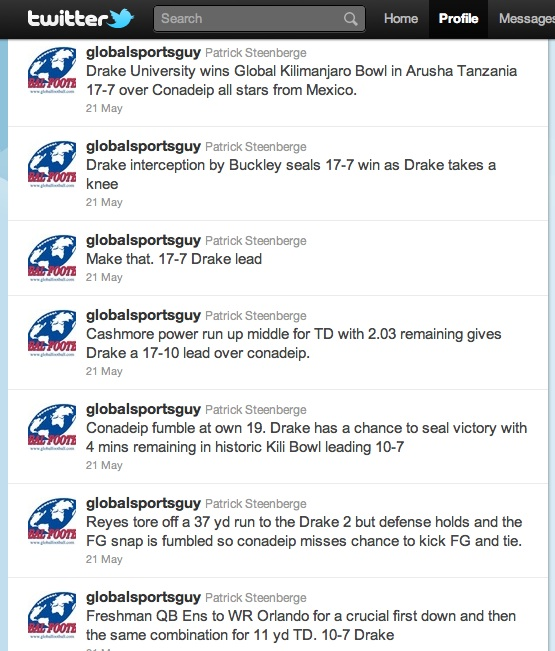 twitter
Search
Home
Profile
Messages
globalsportsguy Patrick Steenberge
Drake University wins Global Kilimanjaro Bowl in Arusha Tanzania
17-7 over Conadeip all stars from Mexico.
21 May
globalsportsguy Patrick Steenberge
Drake interception by Buckley seals 17-7 win as Drake takes a
knee
21 May
globalsportsguy Patrick Steenberge
Make that. 17-7 Drake lead
21 May
globalsportsguy Patrick Steenberge
Cashmore power run up middle for TD with 2.03 remaining gives
Drake a 17-10 lead over conadeip.
21 May
globalsportsguy Patrick Steenberge
Conadeip fumble at own 19. Drake has a chance to seal victory with
4 mins remaining in historic Kili Bowl leading 10-7
21 May
globalsportsguy Patrick Steenberge
Reyes tore off a 37 yd run to the Drake 2 but defense holds and the
FG snap is fumbled so conadeip misses chance to kick FG and tie.
21 May
globalsportsguy Patrick Steenberge
Freshman QB Ens to WR Orlando for a crucial first down and then
the same combination for 11 yd TD. 10-7 Drake